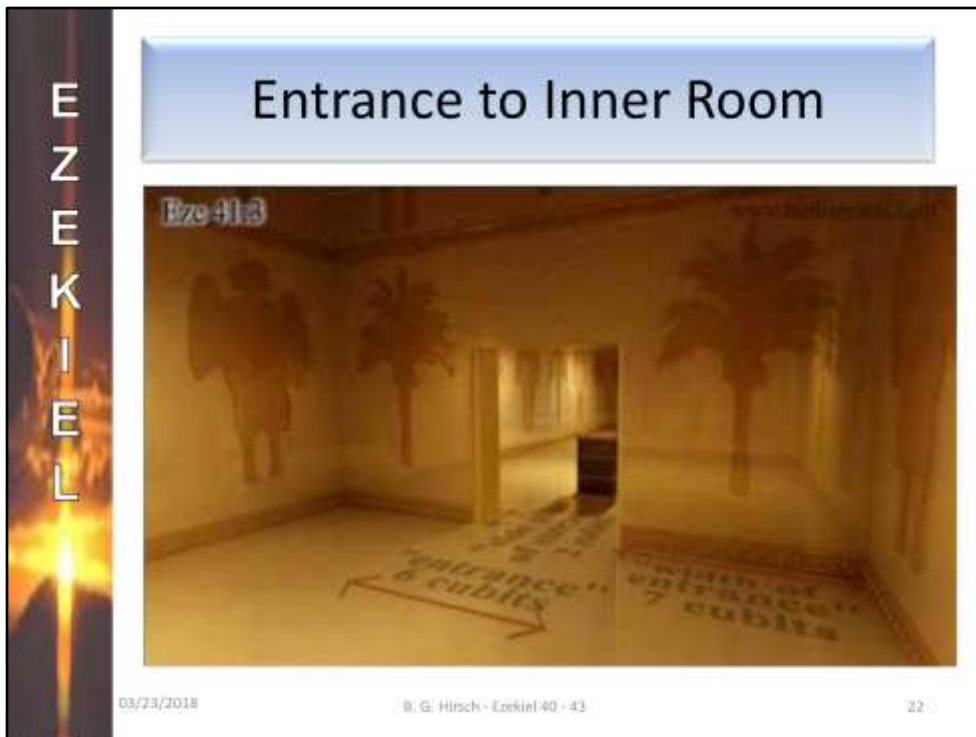 EZEKIEL
Entrance to Inner Room
Eze 41:3
"entrance"
6 cubits
"width of
entrance"
7 cubits
03/23/2018
B. G. Hirsch - Ezekiel 40 - 43
22